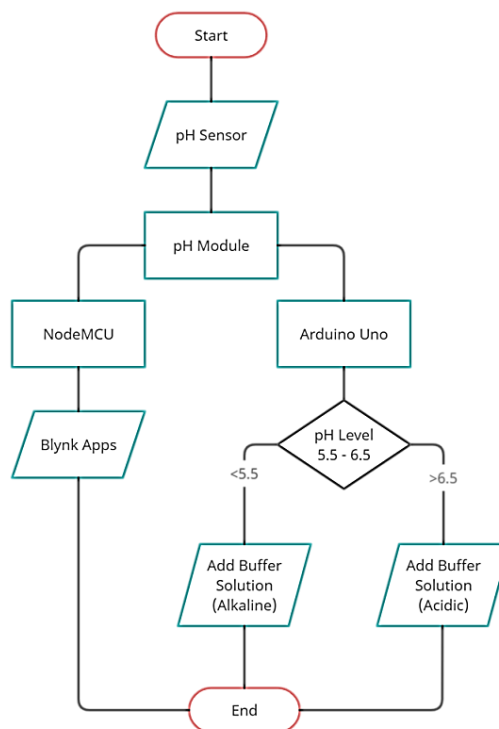 Start
pH Sensor
pH Module
NodeMCU
Arduino Uno
Blynk Apps
pH Level
5.5 - 6.5
<5.5
>6.5
Add Buffer
Solution
(Alkaline)
Add Buffer
Solution
(Acidic)
End